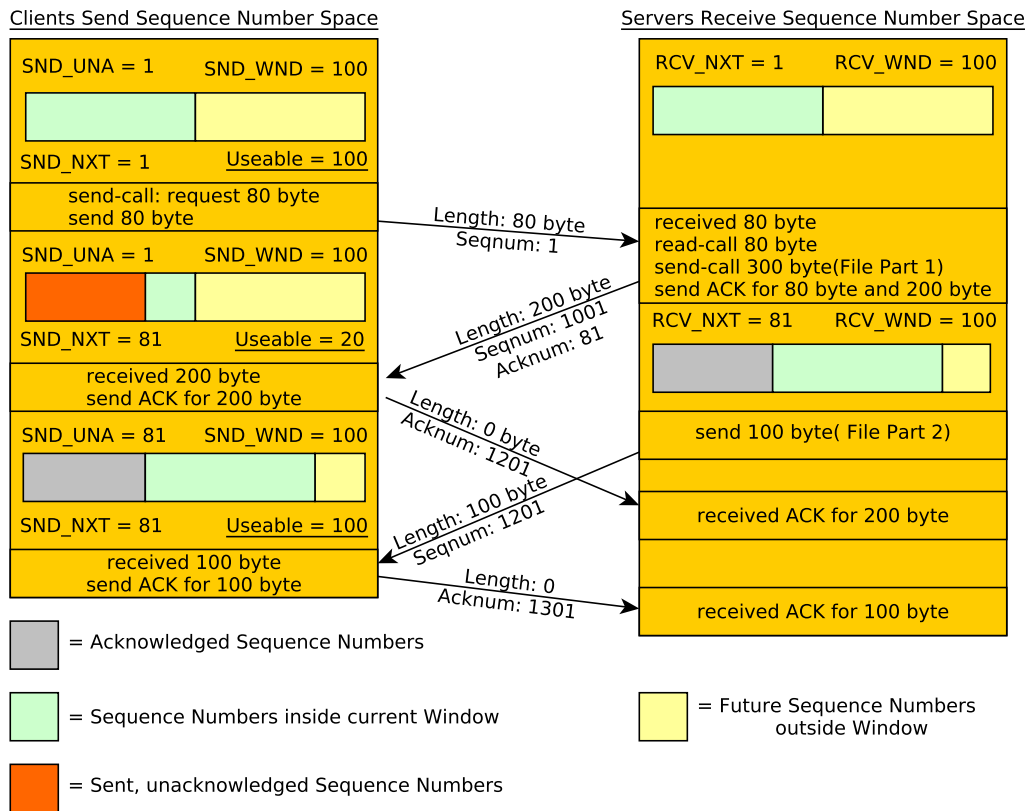 Clients Send Sequence Number Space
SND_UNA = 1
SND_WND = 100
SND_NXT = 1
Useable = 100
send-call: request 80 byte
send 80 byte
SND_UNA = 1
SND_WND = 100
SND_NXT = 81
Useable = 20
received 200 byte
send ACK for 200 byte
SND_UNA = 81
SND_WND = 100
SND_NXT = 81
Useable = 100
received 100 byte
send ACK for 100 byte
Length: 80 byte
Seqnum: 1
Length: 200 byte
Seqnum: 1001
Acknum: 81
Length: 0 byte
Acknum: 1201
Length: 100 byte
Seqnum: 1201
Length: 0
Acknum: 1301
Servers Receive Sequence Number Space
RCV_NXT = 1
RCV_WND = 100
received 80 byte
read-call 80 byte
send-call 300 byte(File Part 1)
send ACK for 80 byte and 200 byte
RCV_NXT = 81
RCV_WND = 100
send 100 byte( File Part 2)
received ACK for 200 byte
received ACK for 100 byte
= Acknowledged Sequence Numbers
= Sequence Numbers inside current Window
= Sent, unacknowledged Sequence Numbers
= Future Sequence Numbers
outside Window